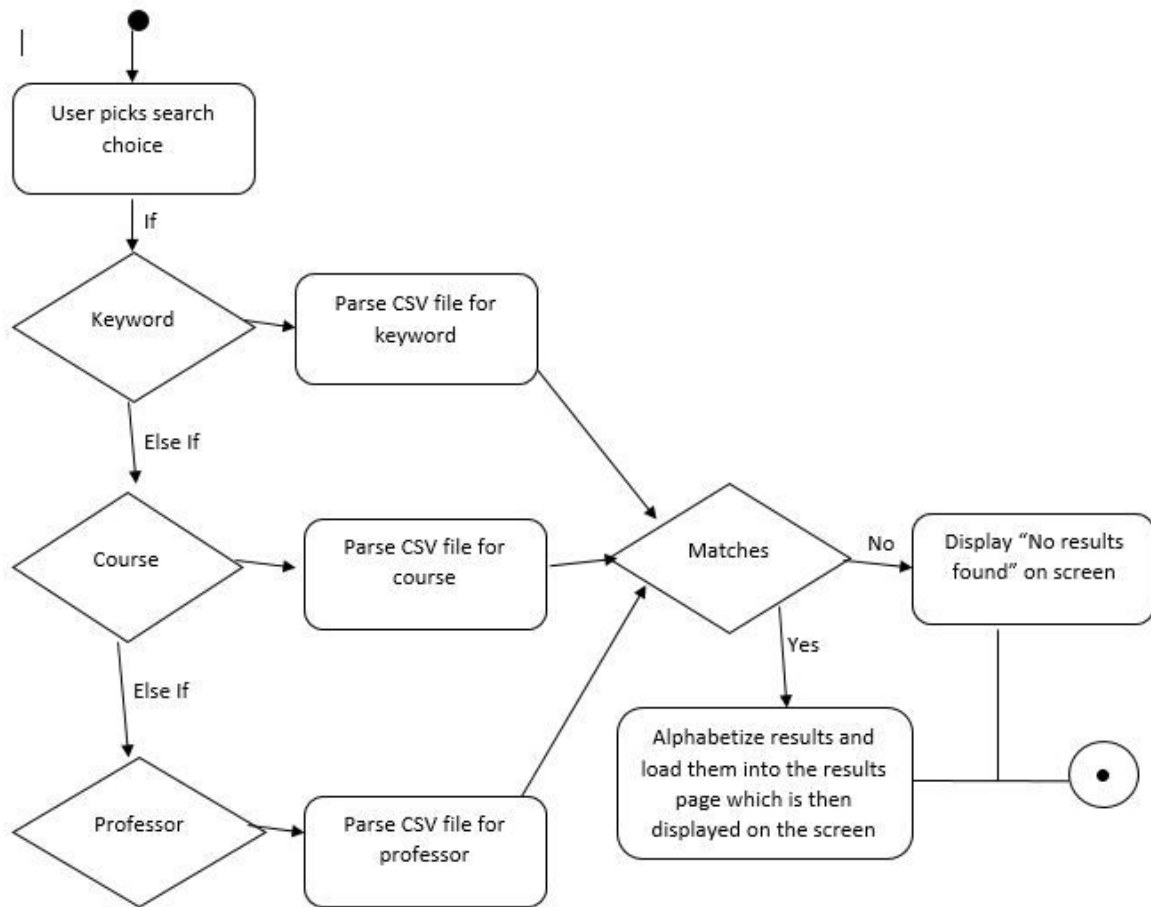 User picks search
choice
If
Keyword
Parse CSV file for
keyword
Else If
Course
Parse CSV file for
course
Matches
No
Display “No results
found” on screen
Yes
Else If
Alphabetize results and
load them into the results
page which is then
displayed on the screen
Professor
Parse CSV file for
professor